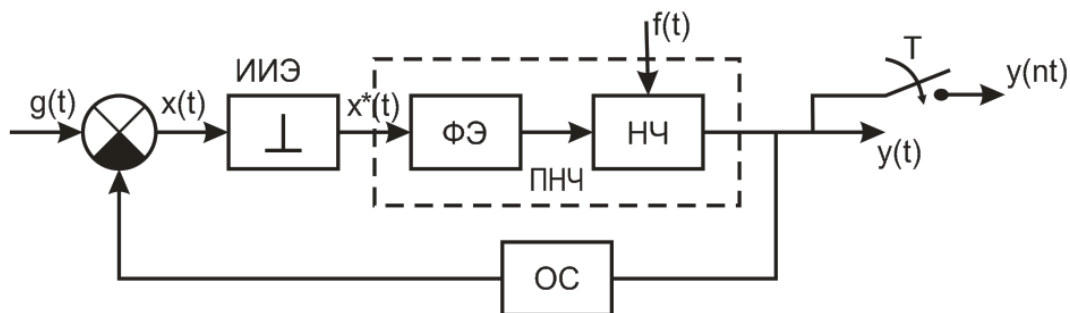 f(t)
ИИЭ
T
g(t)
x(t)
x*(t)
y(nt)
⊥
ФЭ
НЧ
y(t)
ПНЧ
ОС